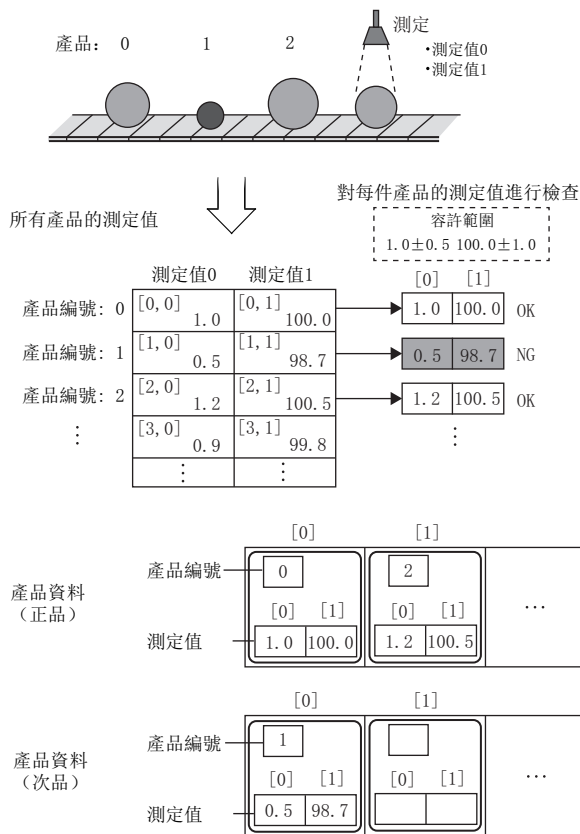 產品： 0 1 2
測定
•測定值0
•測定值1
對每件產品的測定值進行檢查
所有產品的測定值
容許範圍
1.0±0.5 100.0±1.0
測定值0 測定值1
[0] [1]
產品編號: 0 [0,0] 1.0 [0,1] 100.0 1.0 100.0 OK
產品編號: 1 [1,0] 0.5 [1,1] 98.7 0.5 98.7 NG
產品編號: 2 [2,0] 1.2 [2,1] 100.5 1.2 100.5 OK
⋮ [3,0] 0.9 [3,1] 99.8 ⋮
⋮ ⋮
[0] [1]
產品資料
（正品）
產品編號 0 2 …
[0] [1] [0] [1]
測定值 1.0 100.0 1.2 100.5
[0] [1]
產品資料
（次品）
產品編號 1 …
[0] [1] [0] [1]
測定值 0.5 98.7